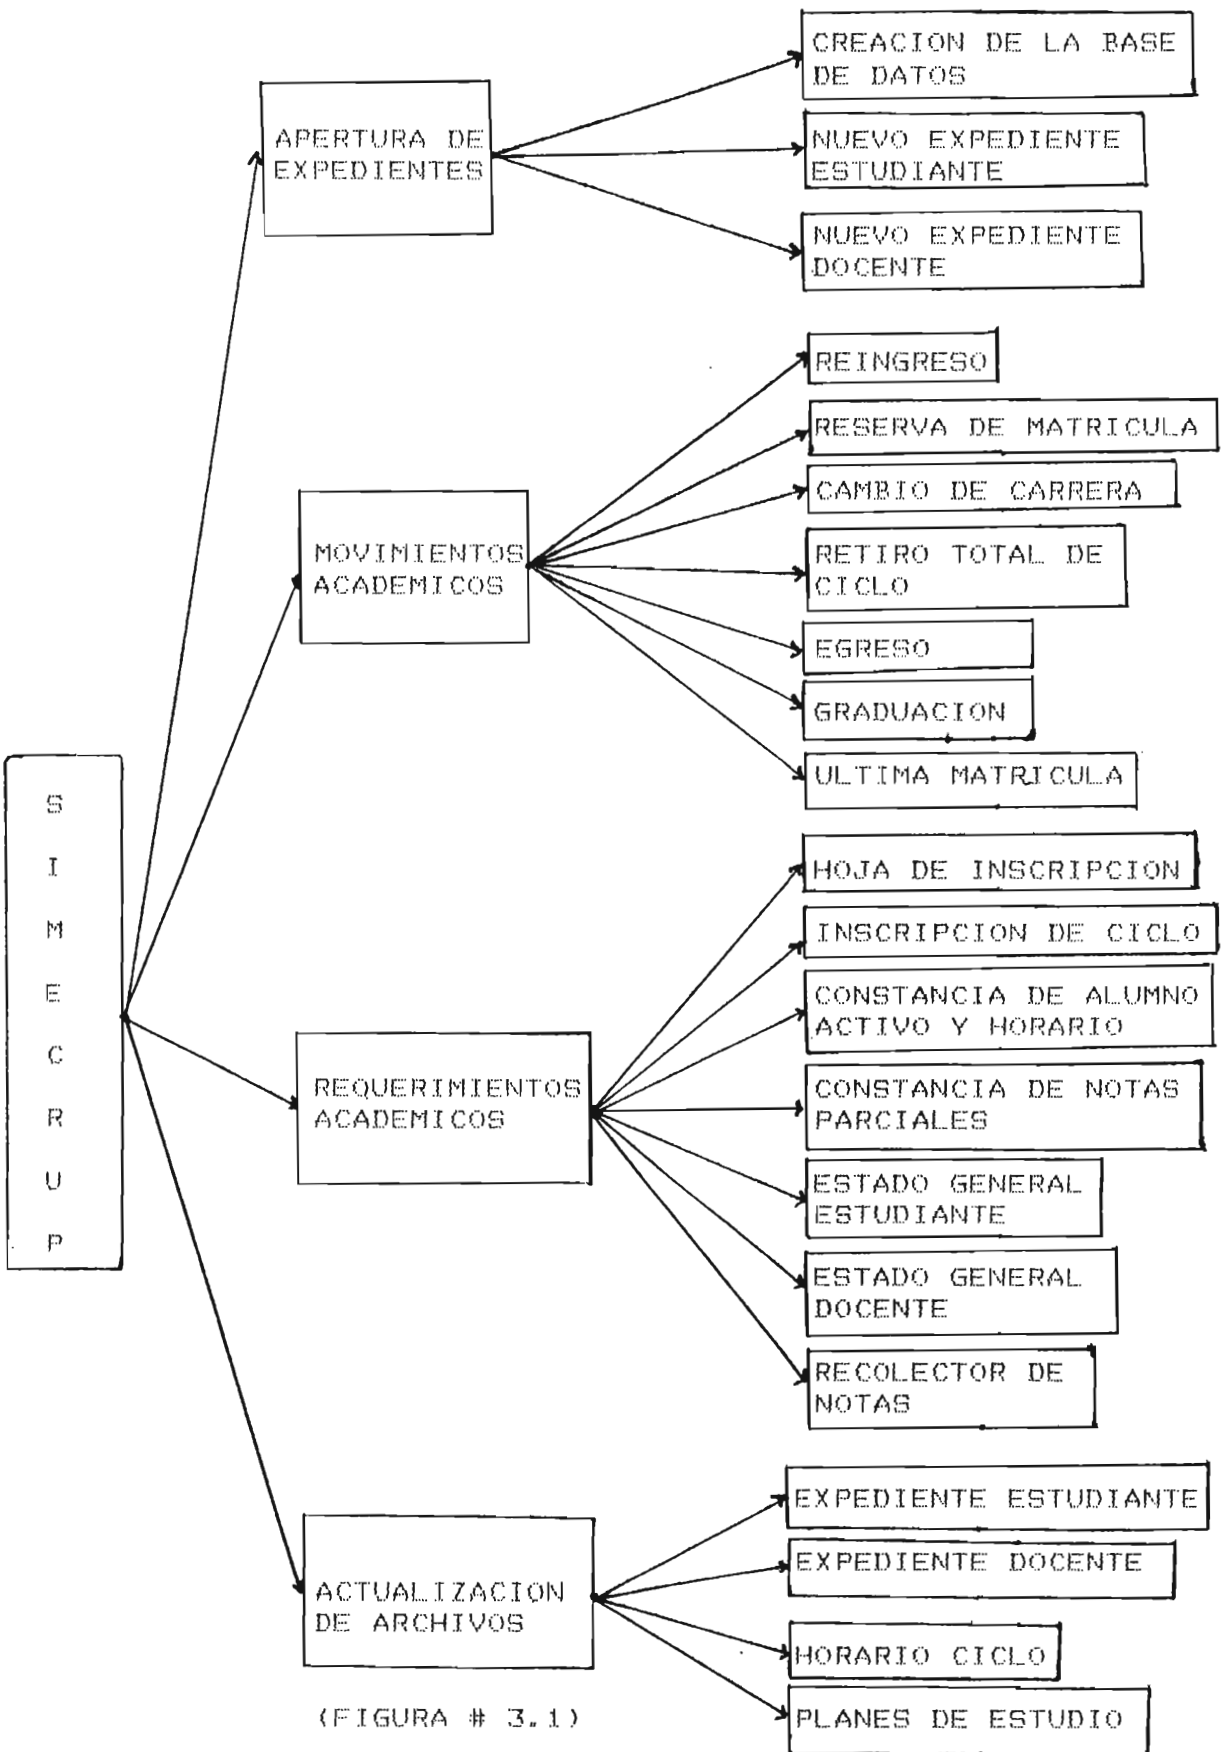 CREACION DE LA BASE
DE DATOS
APERTURA DE
EXPEDIENTES
NUEVO EXPEDIENTE
ESTUDIANTE
NUEVO EXPEDIENTE
DOCENTE
REINGRESO
RESERVA DE MATRICULA
CAMBIO DE CARRERA
MOVIMIENTOS
ACADEMICOS
RETIRO TOTAL DE
CICLO
EGRESO
GRADUACION
ULTIMA MATRICULA
S
I
M
E
C
R
U
P
HOJA DE INSCRIPCION
INSCRIPCION DE CICLO
CONSTANCIA DE ALUMNO
ACTIVO Y HORARIO
REQUERIMIENTOS
ACADEMICOS
CONSTANCIA DE NOTAS
PARCIALES
ESTADO GENERAL
ESTUDIANTE
ESTADO GENERAL
DOCENTE
RECOLECTOR DE
NOTAS
EXPEDIENTE ESTUDIANTE
EXPEDIENTE DOCENTE
ACTUALIZACION
DE ARCHIVOS
HORARIO CICLO
PLANES DE ESTUDIO
(FIGURA # 3.1)